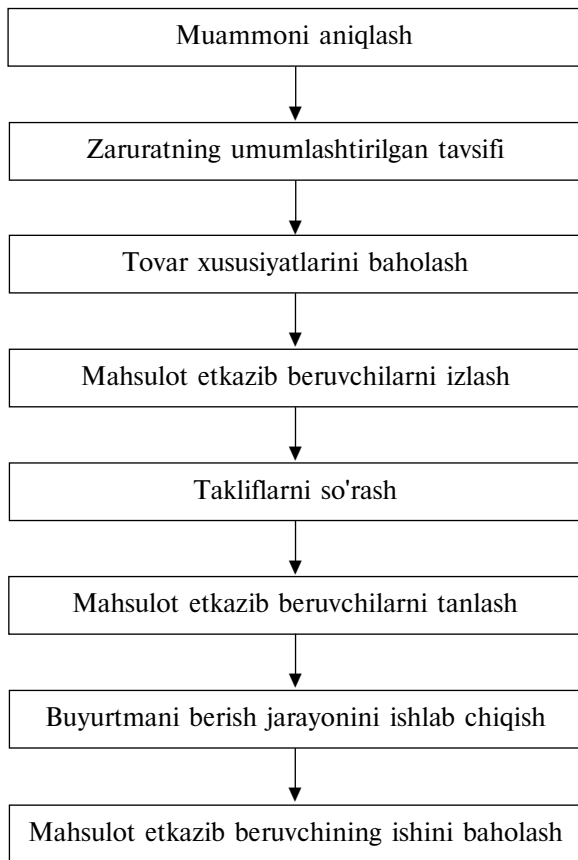 Muammoni aniqlash
Zaruratning umumlashtirilgan tavsifi
Tovar xususiyatlarini baholash
Mahsulot etkazib beruvchilarni izlash
Takliflarni so'rash
Mahsulot etkazib beruvchilarni tanlash
Buyurtmani berish jarayonini ishlab chiqish
Mahsulot etkazib beruvchining ishini baholash